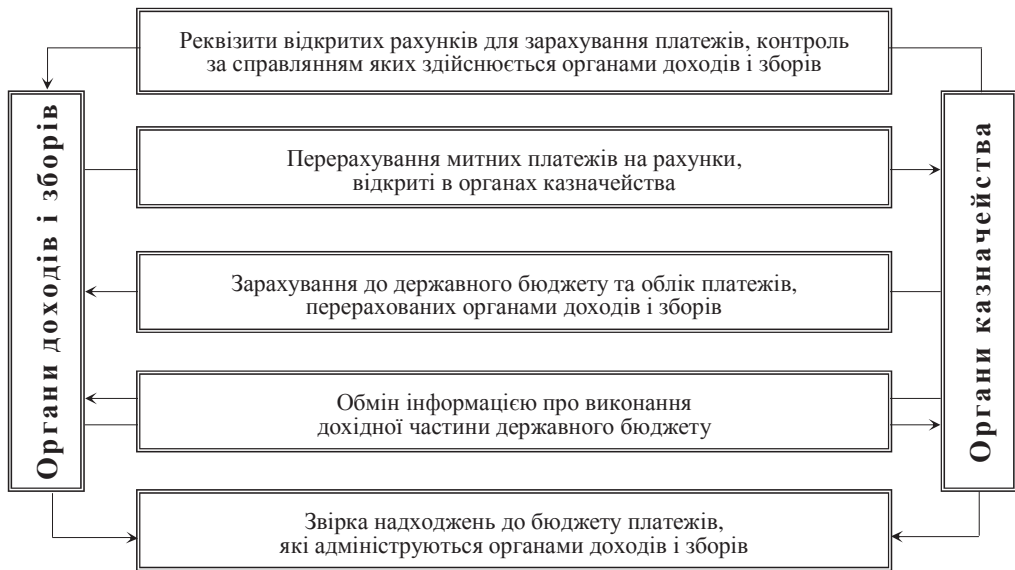 Реквізити відкритих рахунків для зарахування платежів, контроль
за справлянням яких здійснюється органами доходів і зборів
Органи доходів і зборів
Перерахування митних платежів на рахунки,
відкриті в органах казначейства
Зарахування до державного бюджету та облік платежів,
перерахованих органами доходів і зборів
Обмін інформацією про виконання
дохідної частини державного бюджету
Звірка надходжень до бюджету платежів,
які адмініструються органами доходів і зборів
Органи казначейства